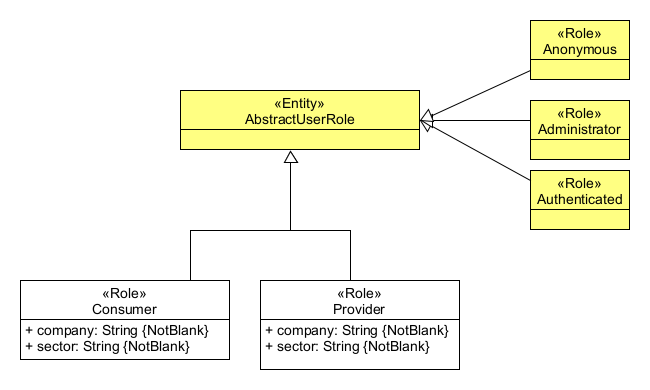 «Role»
Anonymous
«Entity»
AbstractUserRole
«Role»
Administrator
«Role»
Authenticated
«Role»
Consumer
+ company: String {NotBlank}
+ sector: String {NotBlank}
«Role»
Provider
+ company: String {NotBlank}
+ sector: String {NotBlank}